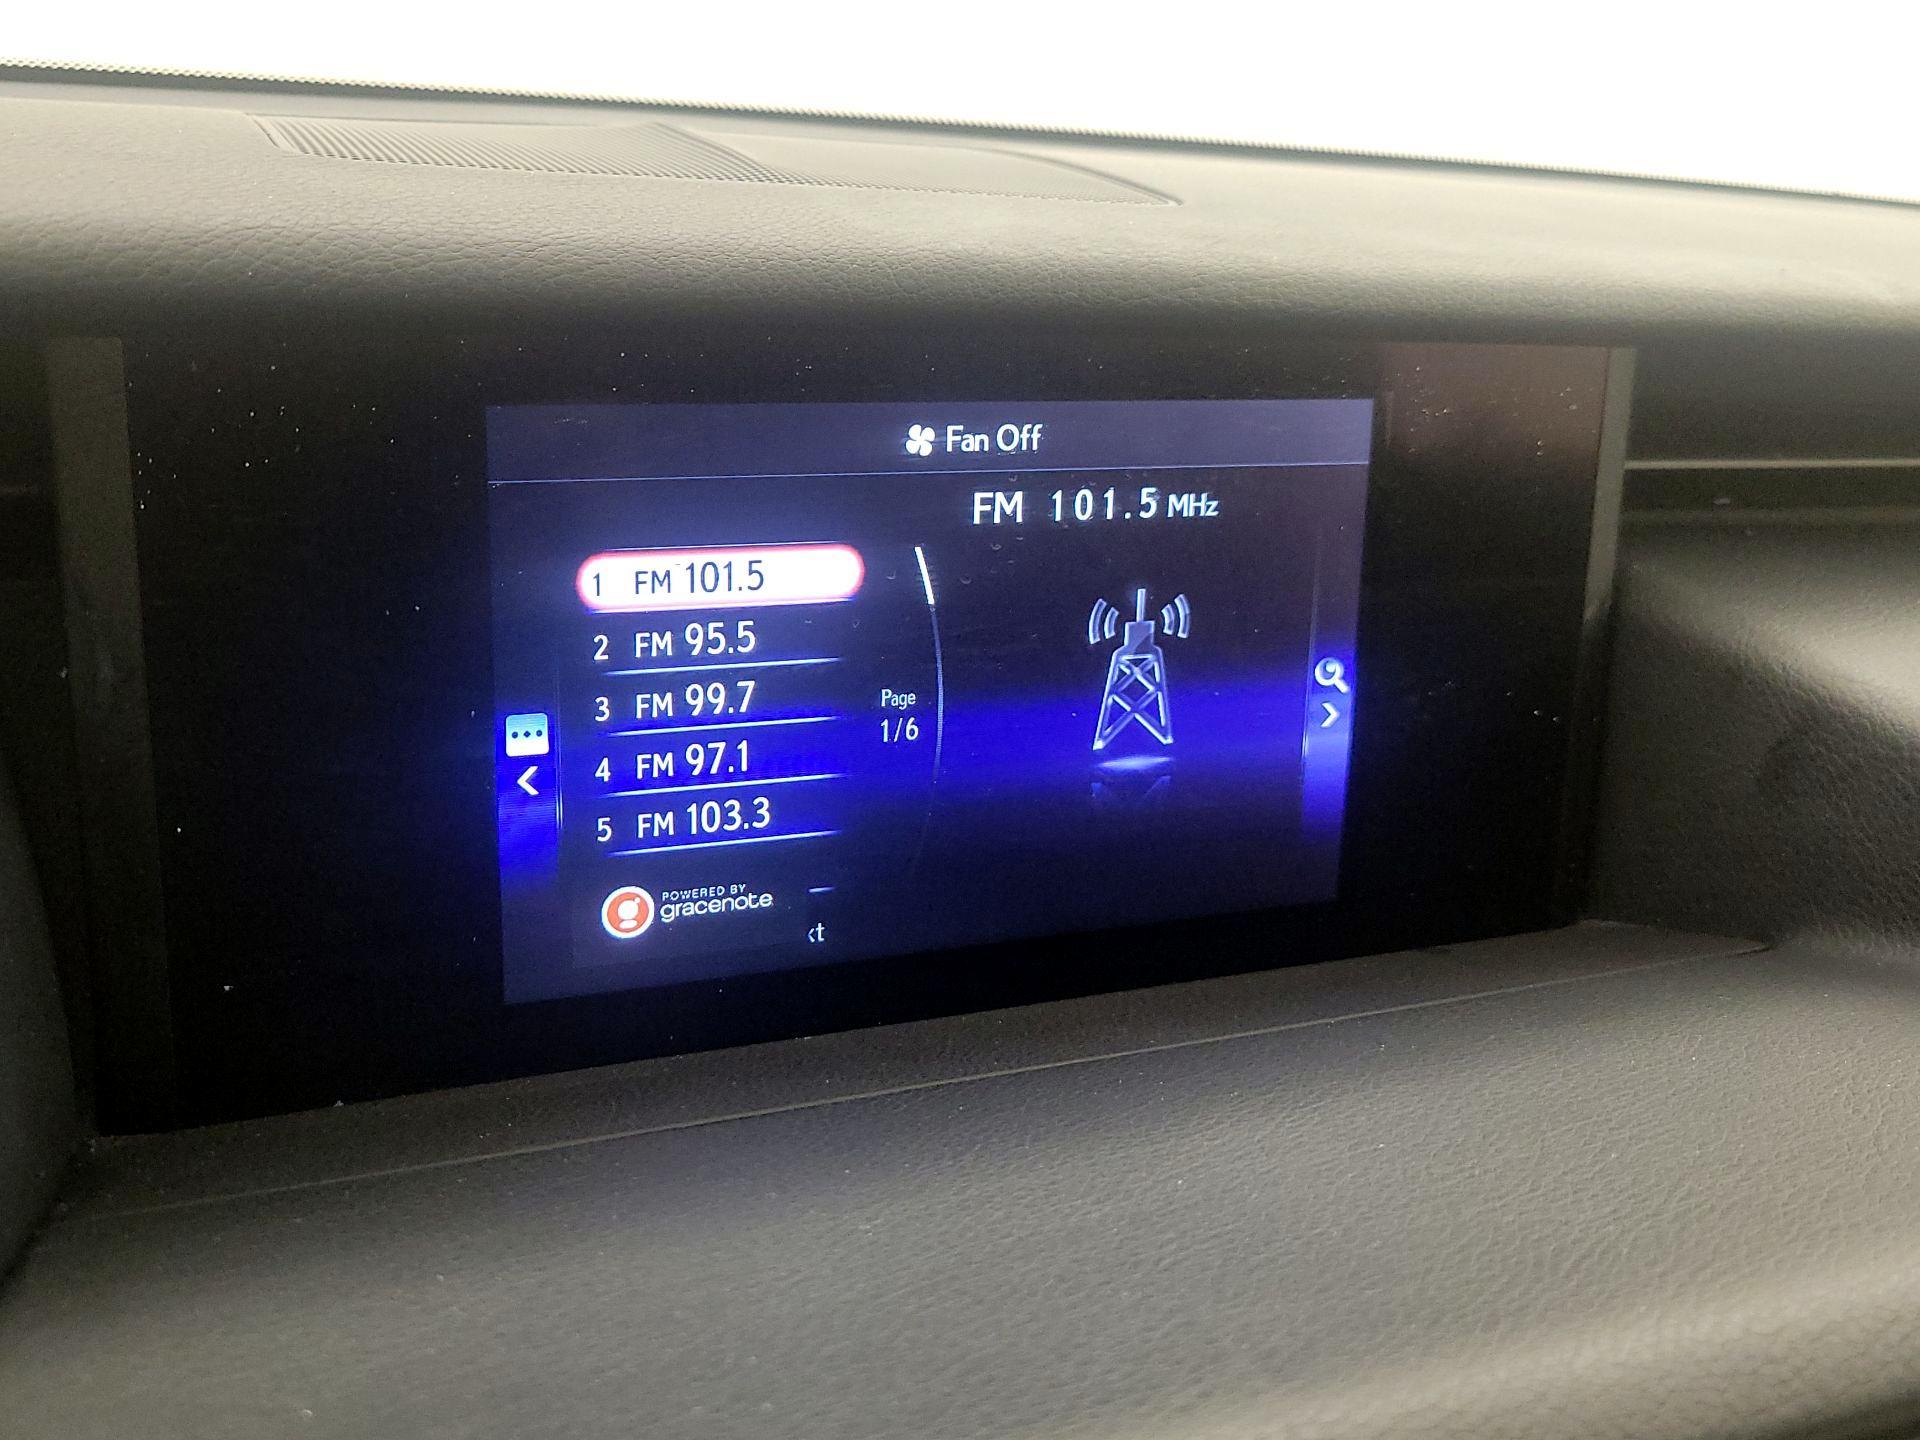 Fan Off
FM 101.5 MHz
1 FM 101.5
2 FM 95.5
3 FM 99.7
4 FM 97.1
5 FM 103.3
Page
1/6
POWERED BY
gracenote